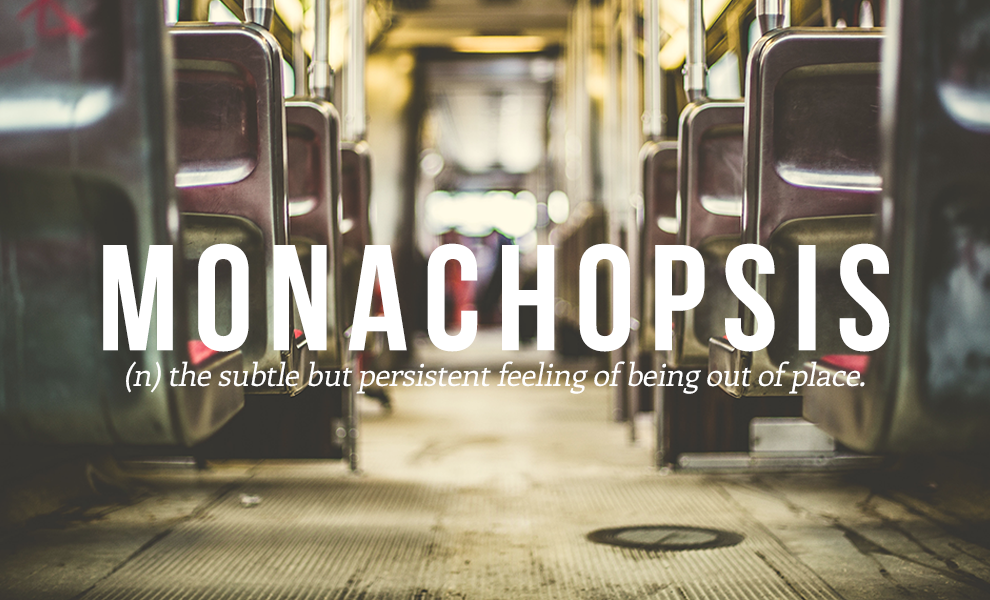 MONACHOPSIS
(n) the subtle but persistent feeling of being out of place.